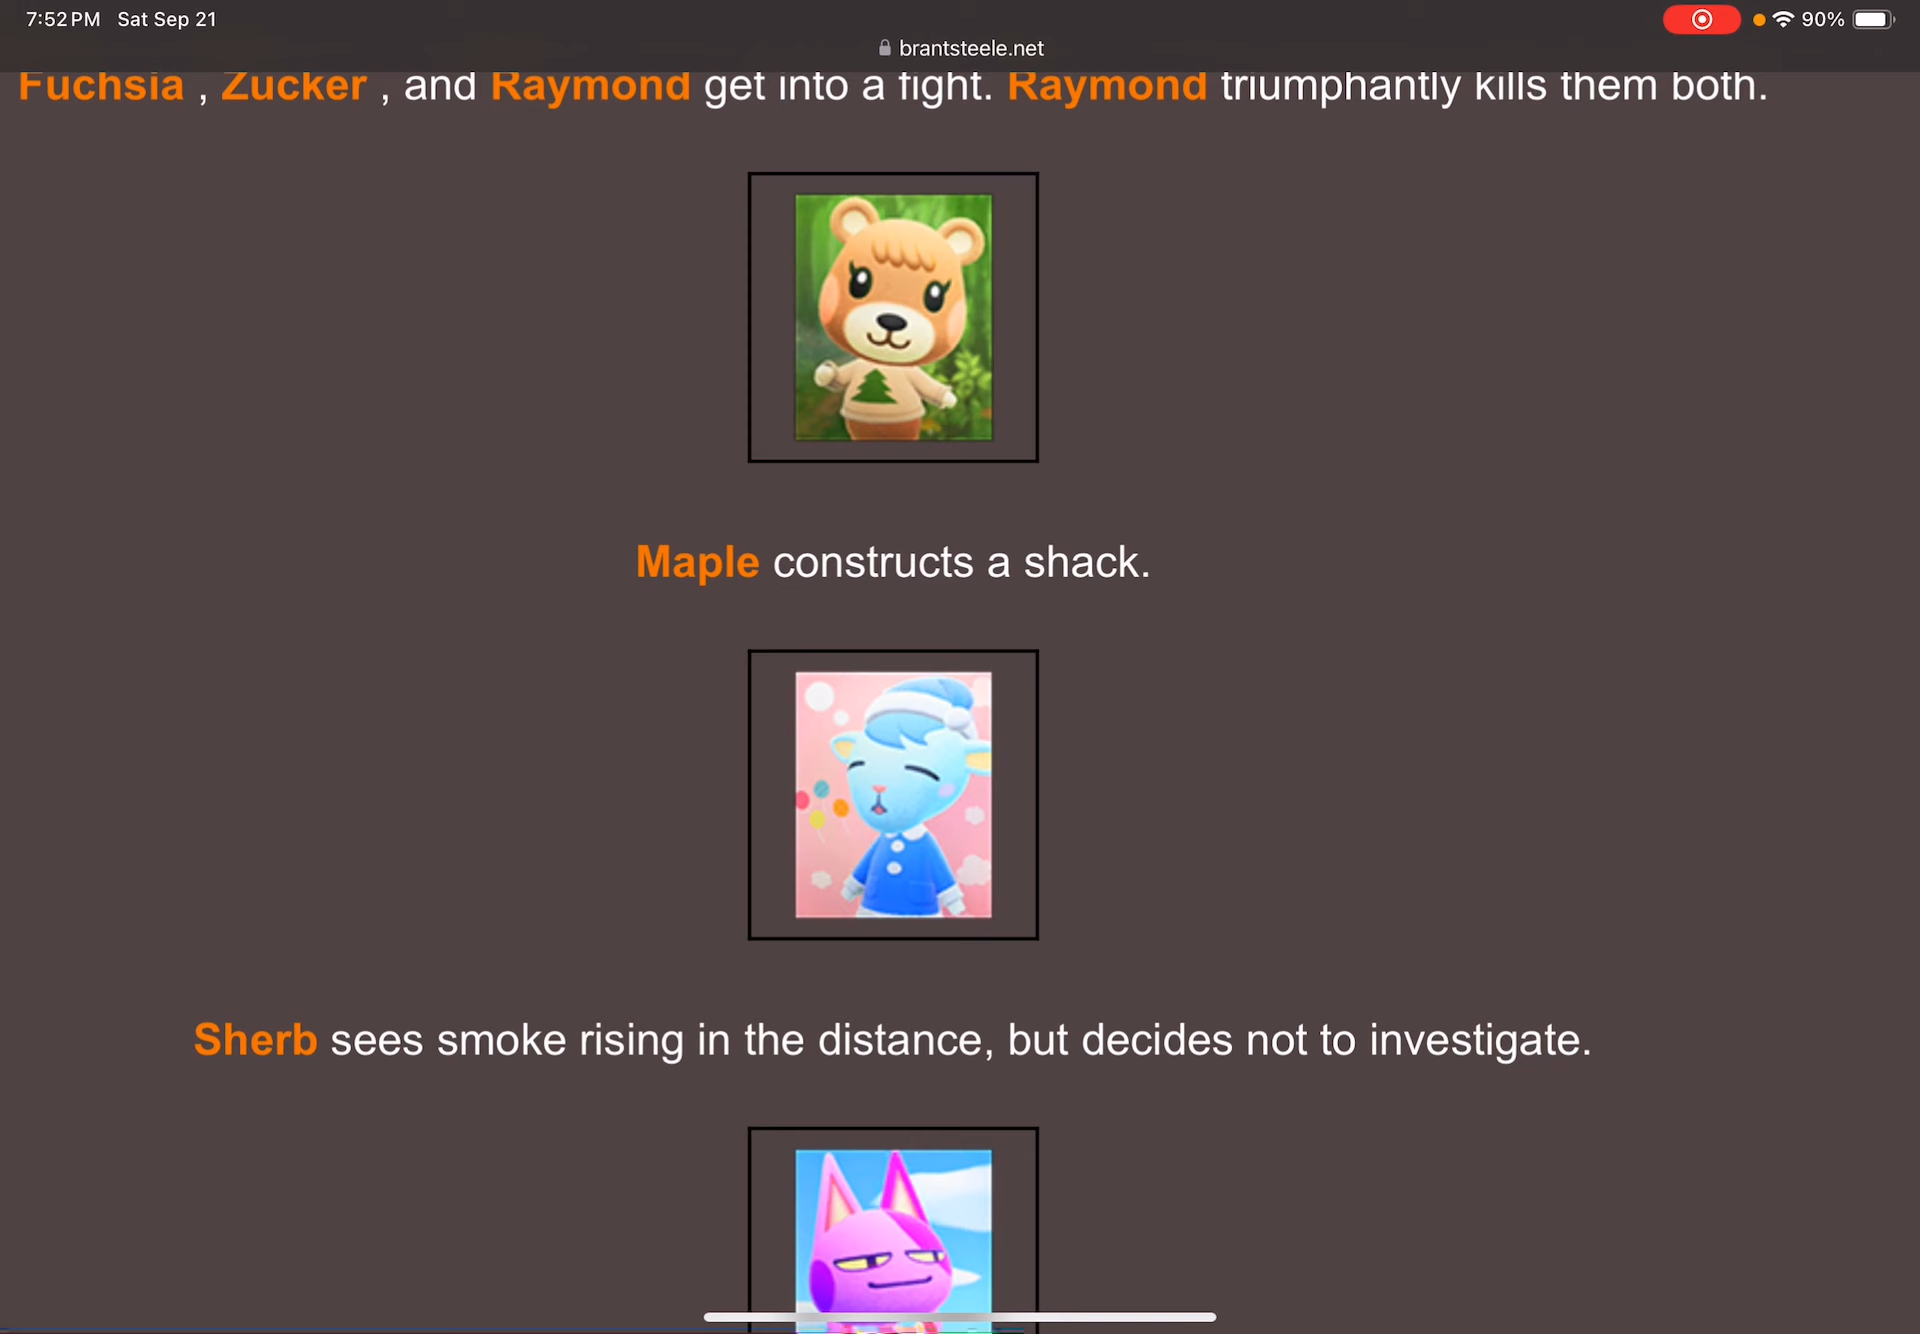 7:52 PM Sat Sep 21
90%
brantsteele.net
Fuchsia , Zucker , and Raymond get into a fight. Raymond triumphantly kills them both.
Maple constructs a shack.
Sherb sees smoke rising in the distance, but decides not to investigate.